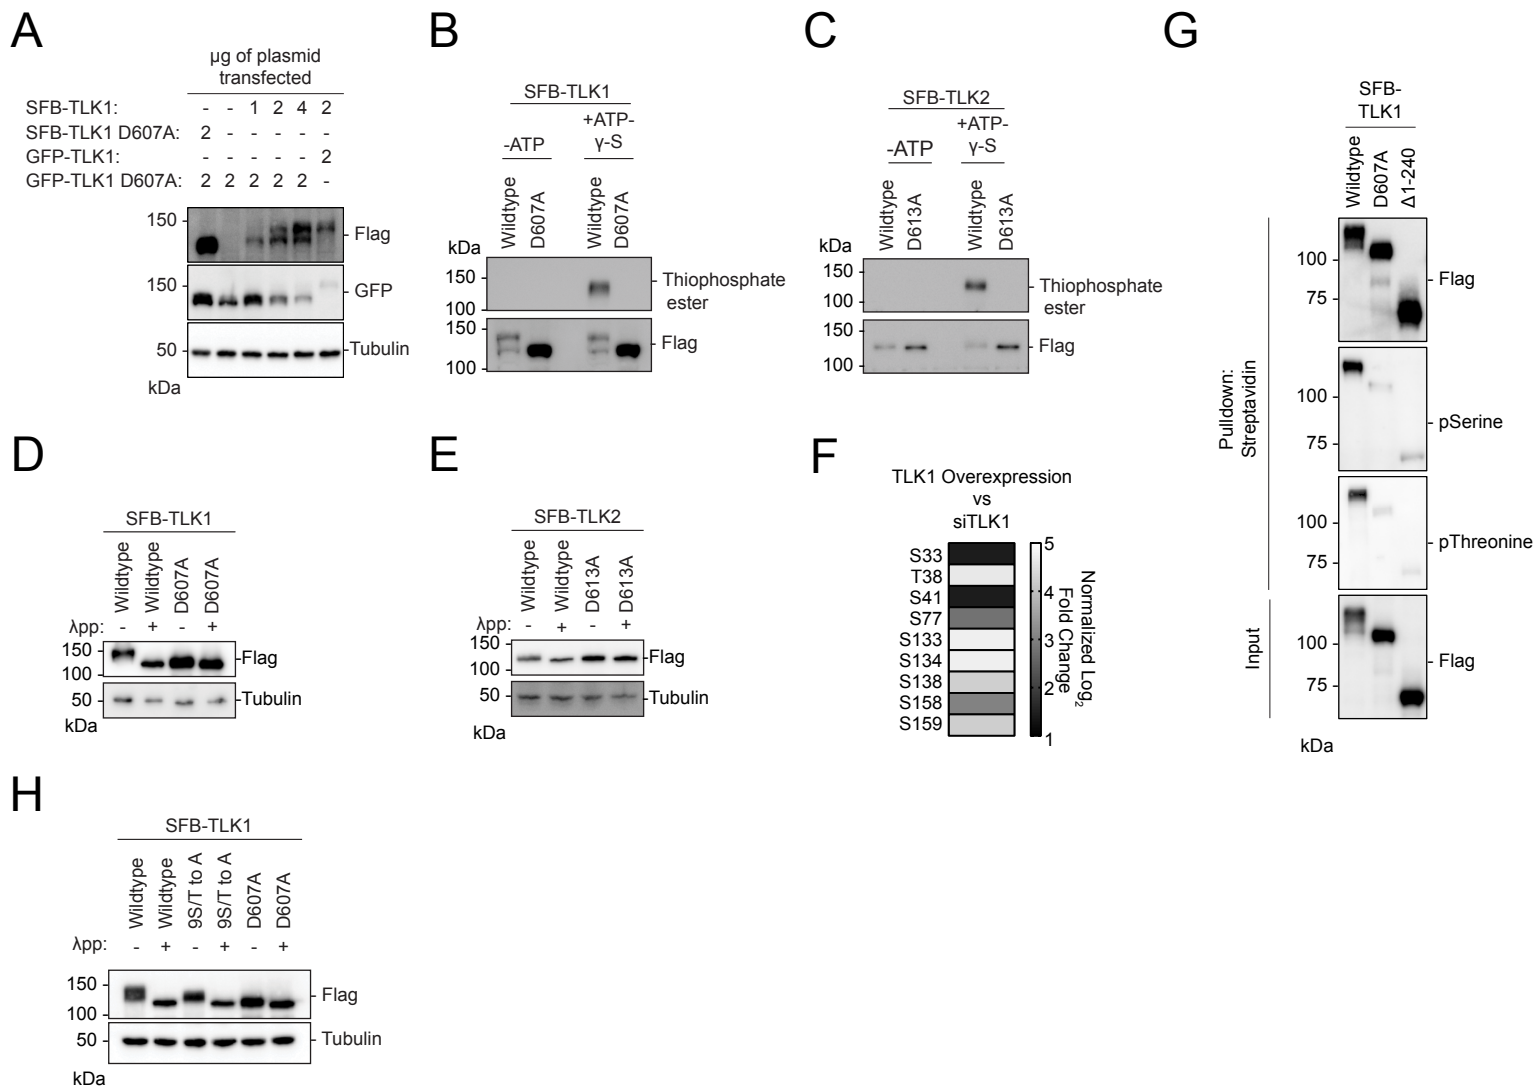 A
µg of plasmid
transfected
SFB-TLK1: - - 1 2 4 2
SFB-TLK1 D607A: 2 - - - - -
GFP-TLK1: - - - - - 2
GFP-TLK1 D607A: 2 2 2 2 2 -
150
Flag
150
GFP
50
Tubulin
kDa
B
SFB-TLK1
-ATP
+ATP-
γ-S
Wildtype
D607A
Wildtype
D607A
kDa
150
100
Thiophosphate
ester
150
100
Flag
C
SFB-TLK2
-ATP
+ATP-
γ-S
Wildtype
D613A
Wildtype
D613A
kDa
150
100
Thiophosphate
ester
150
100
Flag
G
SFB-
TLK1
Wildtype
D607A
Δ1-240
Pulldown:
Streptavidin
100
75
Flag
100
75
pSerine
100
75
pThreonine
Input
100
75
Flag
kDa
D
SFB-TLK1
Wildtype
Wildtype
D607A
D607A
λpp: - + - +
150
100
Flag
50
Tubulin
kDa
E
SFB-TLK2
Wildtype
Wildtype
D613A
D613A
λpp: - + - +
150
100
Flag
50
Tubulin
kDa
F
TLK1 Overexpression
vs
siTLK1
S33
T38
S41
S77
S133
S134
S138
S158
S159
5
4
3
2
1
Normalized Log2
Fold Change
H
SFB-TLK1
Wildtype
Wildtype
9S/T to A
9S/T to A
D607A
D607A
λpp: - + - + - +
150
100
Flag
50
Tubulin
kDa